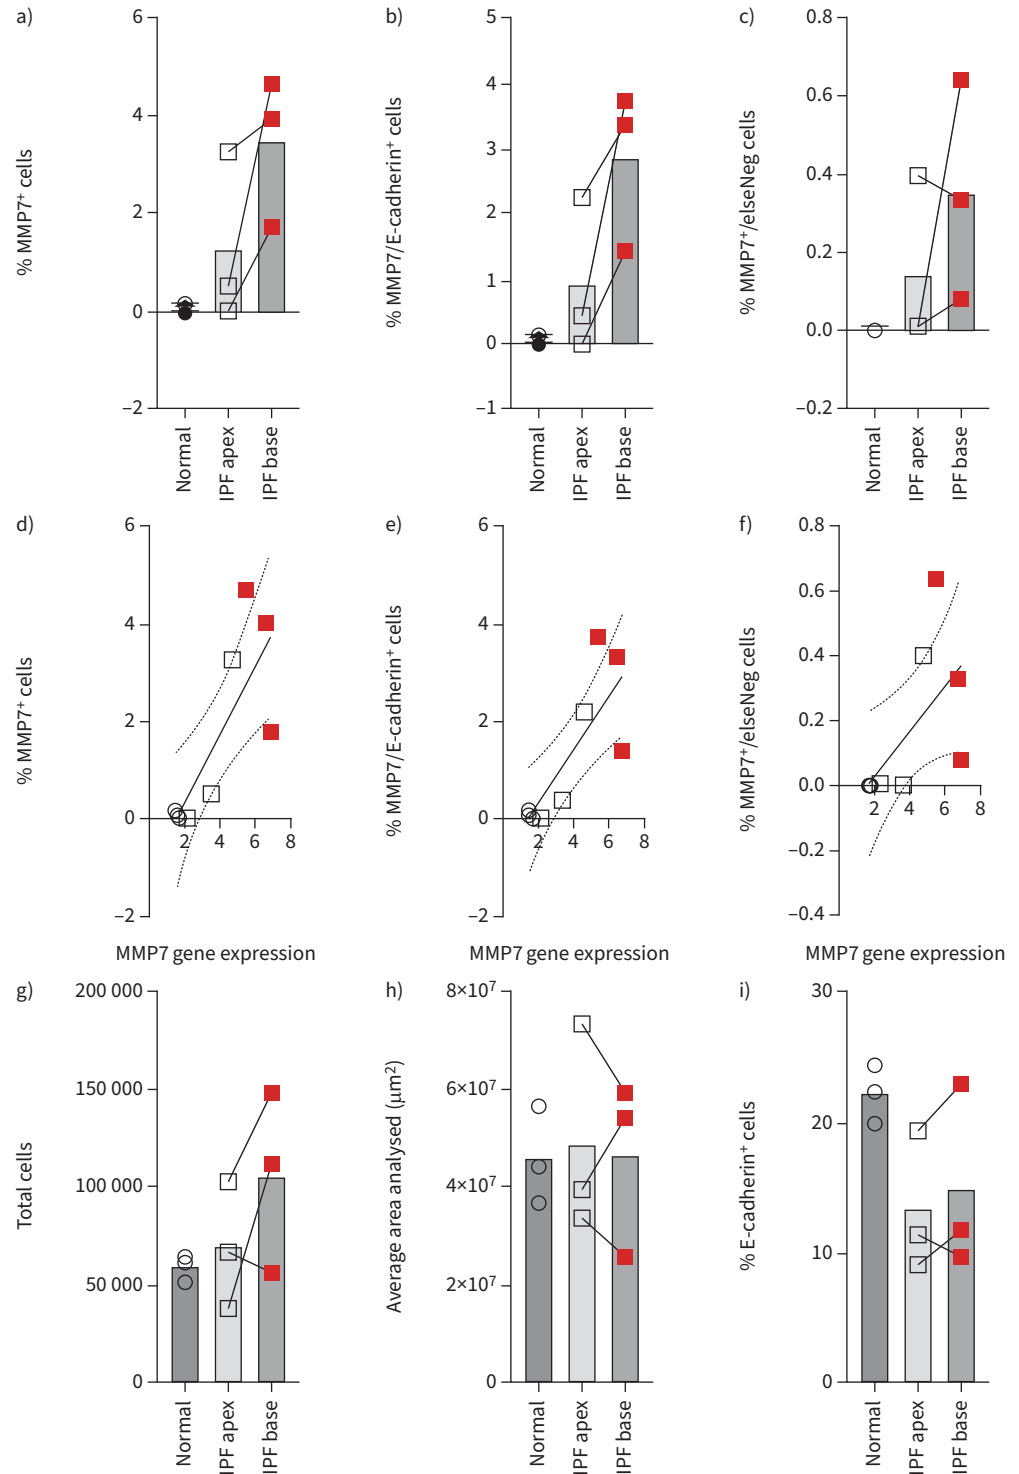 a)
% MMP7+ cells
6
4
2
0
–2
Normal
IPF apex
IPF base
b)
% MMP7/E-cadherin+ cells
5
4
3
2
1
0
–1
Normal
IPF apex
IPF base
c)
% MMP7+/elseNeg cells
0.8
0.6
0.4
0.2
0.0
–0.2
Normal
IPF apex
IPF base
d)
% MMP7+ cells
6
4
2
0
–2
2 4 6 8
MMP7 gene expression
e)
% MMP7/E-cadherin+ cells
6
4
2
0
–2
2 4 6 8
MMP7 gene expression
f)
% MMP7+/elseNeg cells
0.8
0.6
0.4
0.2
0.0
–0.2
–0.4
2 4 6 8
MMP7 gene expression
g)
Total cells
200 000
150 000
100 000
50 000
0
Normal
IPF apex
IPF base
h)
Average area analysed (μm²)
8×10⁷
6×10⁷
4×10⁷
2×10⁷
0
Normal
IPF apex
IPF base
i)
% E-cadherin+ cells
30
20
10
0
Normal
IPF apex
IPF base